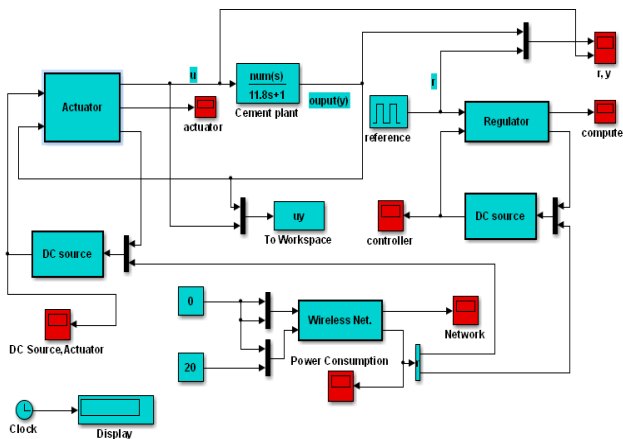 u
num(s)
11.8s+1
Cement plant
ouput(y)
Actuator
actuator
r
r, y
reference
Regulator
compute
uy
To Workspace
controller
DC source
DC source
DC Source,Actuator
0
20
Wireless Net.
Network
Power Consumption
Clock
Display